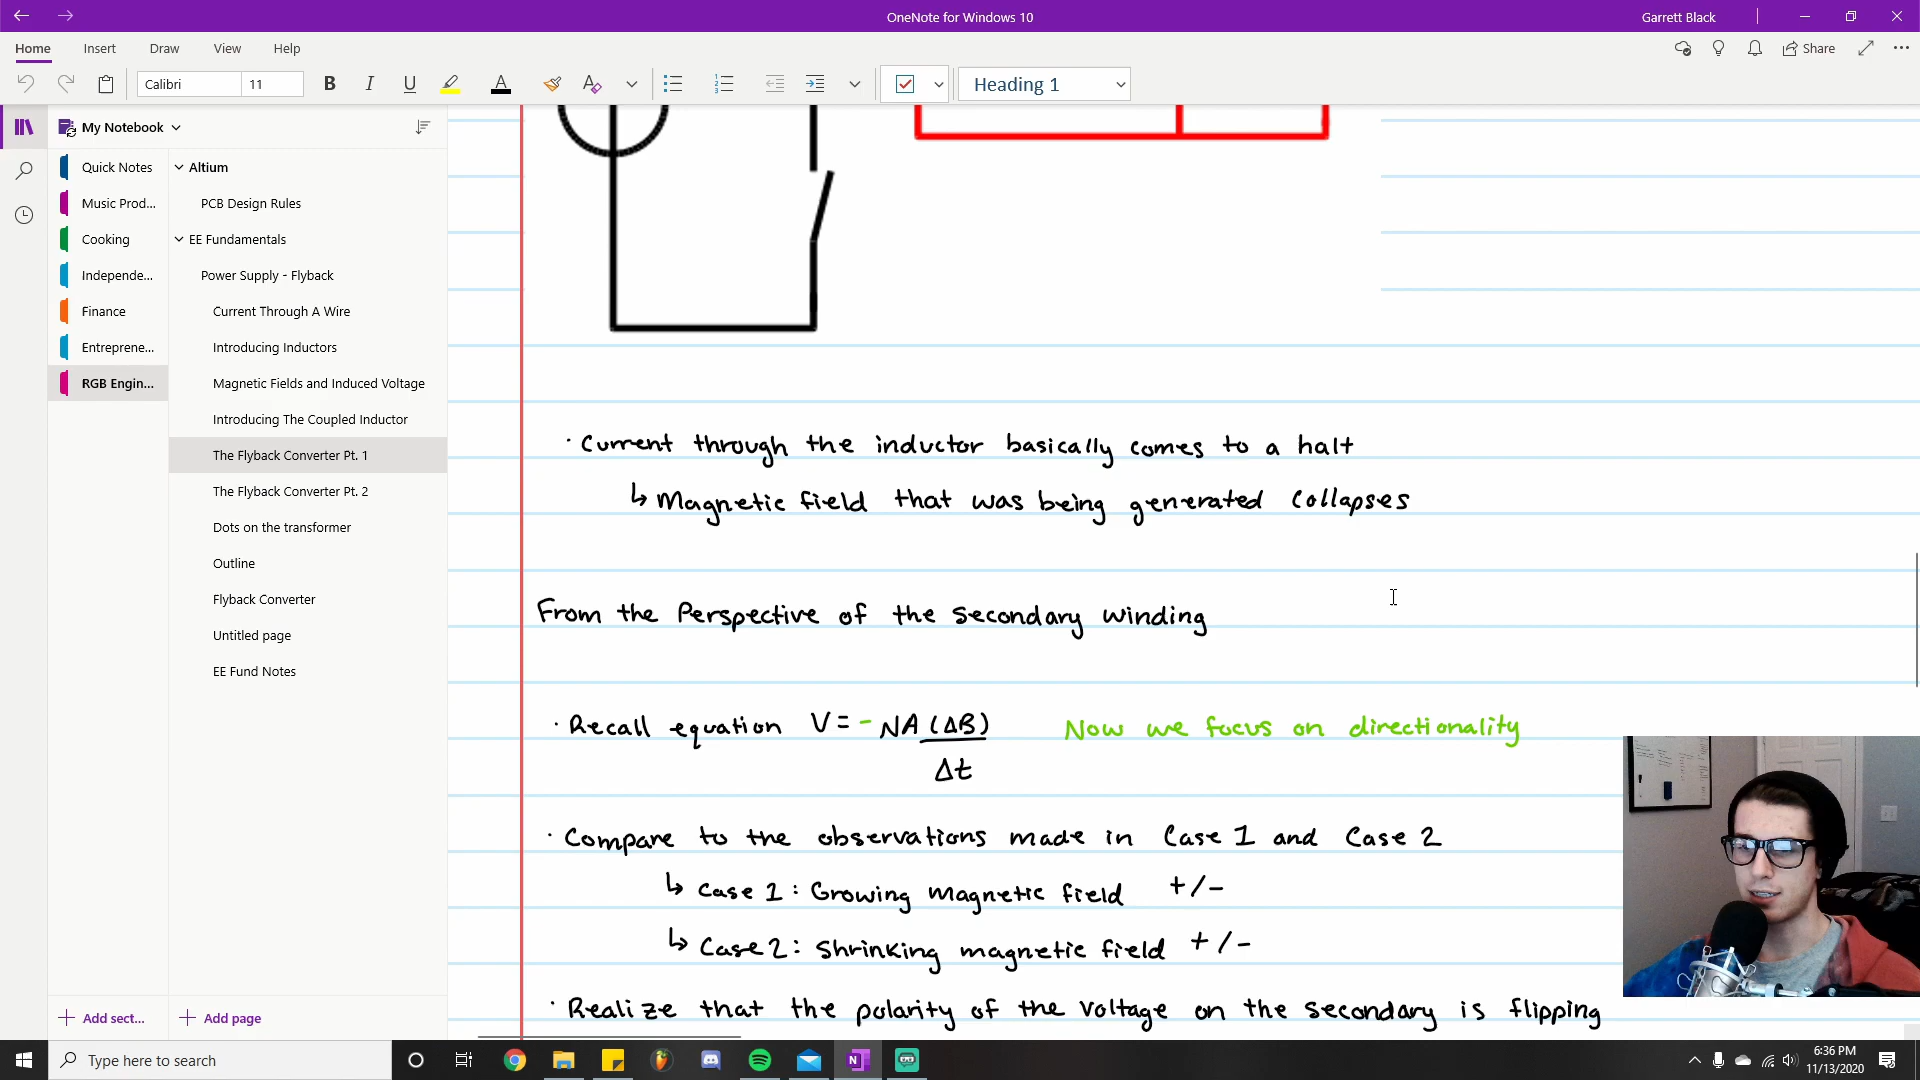 OneNote for Windows 10
Garrett Black
Home
Insert
Draw
View
Help
Share
Calibri
11
B
I
U
A
A
Heading 1
My Notebook
Quick Notes
Music Prod...
Cooking
Independe...
Finance
Entreprene...
RGB Engin...
Altium
PCB Design Rules
EE Fundamentals
Power Supply - Flyback
Current Through A Wire
Introducing Inductors
Magnetic Fields and Induced Voltage
Introducing The Coupled Inductor
The Flyback Converter Pt. 1
The Flyback Converter Pt. 2
Dots on the transformer
Outline
Flyback Converter
Untitled page
EE Fund Notes
Add sect...
Add page
· Current through the inductor basically comes to a halt
↳ Magnetic field that was being generated collapses
From the Perspective of the secondary winding
· Recall equation V = - NA (ΔB) Now we focus on directionality
Δt
· Compare to the observations made in Case 1 and Case 2
↳ Case 1: Growing magnetic field +/-
↳ Case 2: Shrinking magnetic field +/-
· Realize that the polarity of the voltage on the secondary is flipping
Type here to search
6:36 PM
11/13/2020